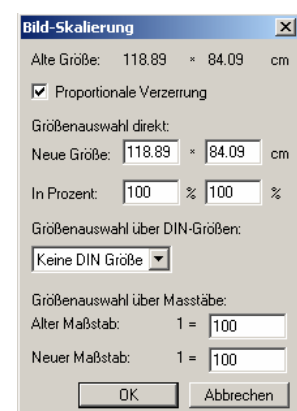 Bild-Skalierung
Alte Größe: 118.89 × 84.09 cm
Proportionale Verzerrung
Größenauswahl direkt:
Neue Größe: 118.89 × 84.09 cm
In Prozent: 100 % 100 %
Größenauswahl über DIN-Größen:
Keine DIN Größe
Größenauswahl über Masstäbe:
Alter Maßstab: 1 = 100
Neuer Maßstab: 1 = 100
OK Abbrechen